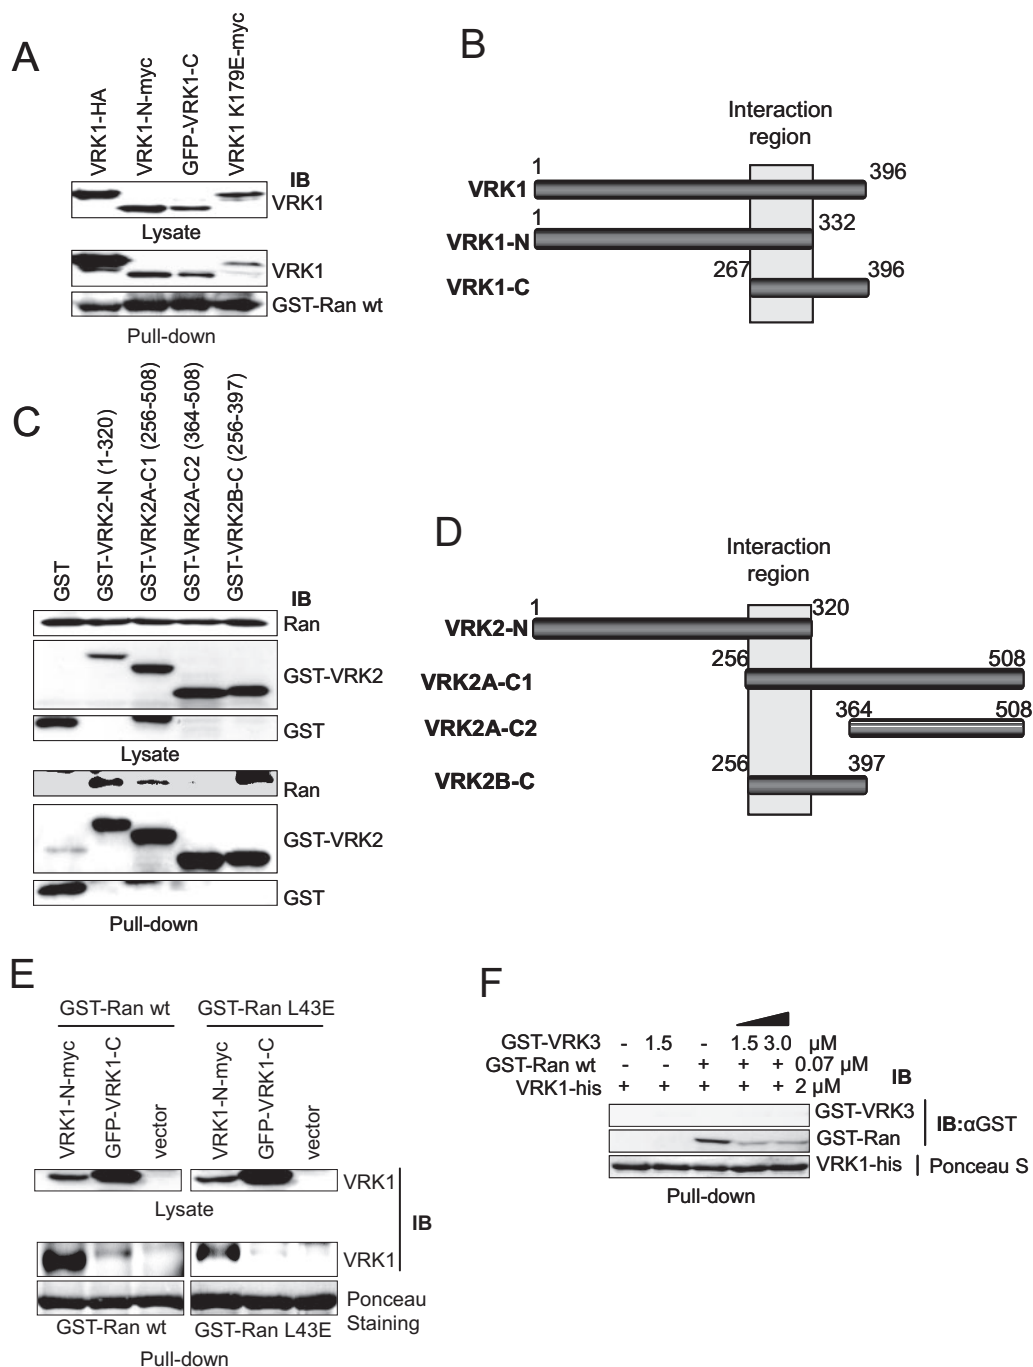 A
VRK1-HA
VRK1-N-myc
GFP-VRK1-C
VRK1 K179E-myc
IB
VRK1
Lysate
VRK1
GST-Ran wt
Pull-down
B
Interaction
region
1
396
VRK1
1
332
VRK1-N
267
396
VRK1-C
C
GST
GST-VRK2-N (1-320)
GST-VRK2A-C1 (256-508)
GST-VRK2A-C2 (364-508)
GST-VRK2B-C (256-397)
IB
Ran
GST-VRK2
GST
Lysate
Ran
GST-VRK2
GST
Pull-down
D
Interaction
region
1
320
VRK2-N
256
508
VRK2A-C1
364
508
VRK2A-C2
256
397
VRK2B-C
E
GST-Ran wt
GST-Ran L43E
VRK1-N-myc
GFP-VRK1-C
vector
VRK1-N-myc
GFP-VRK1-C
vector
VRK1
Lysate
IB
VRK1
Ponceau
Staining
GST-Ran wt
GST-Ran L43E
Pull-down
F
GST-VRK3 - 1.5 - 1.5 3.0 µM
GST-Ran wt - - + + + 0.07 µM
VRK1-his + + + + + 2 µM
IB
GST-VRK3
GST-Ran
IB:αGST
VRK1-his
Ponceau S
Pull-down